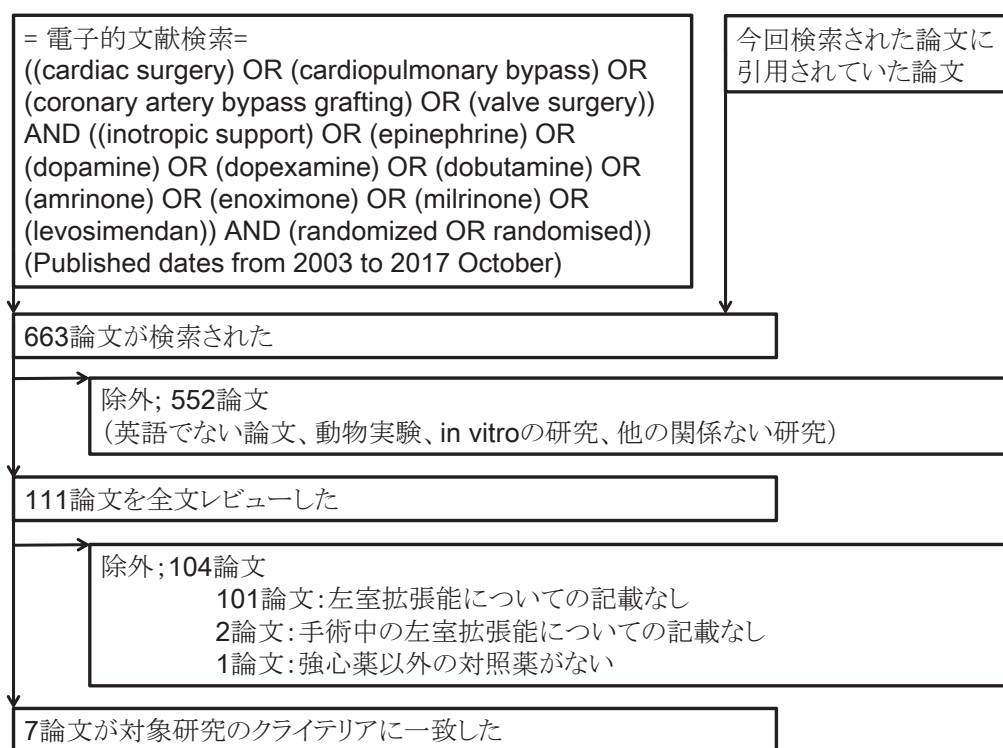 = 電子的文献検索=
((cardiac surgery) OR (cardiopulmonary bypass) OR
(coronary artery bypass grafting) OR (valve surgery))
AND ((inotropic support) OR (epinephrine) OR
(dopamine) OR (dopexamine) OR (dobutamine) OR
(amrinone) OR (enoximone) OR (milrinone) OR
(levosimendan)) AND (randomized OR randomised))
(Published dates from 2003 to 2017 October)
今回検索された論文に
引用されていた論文
663論文が検索された
除外; 552論文
（英語でない論文、動物実験、in vitroの研究、他の関係ない研究）
111論文を全文レビューした
除外;104論文
101論文:左室拡張能についての記載なし
2論文:手術中の左室拡張能についての記載なし
1論文:強心薬以外の対照薬がない
7論文が対象研究のクライテリアに一致した